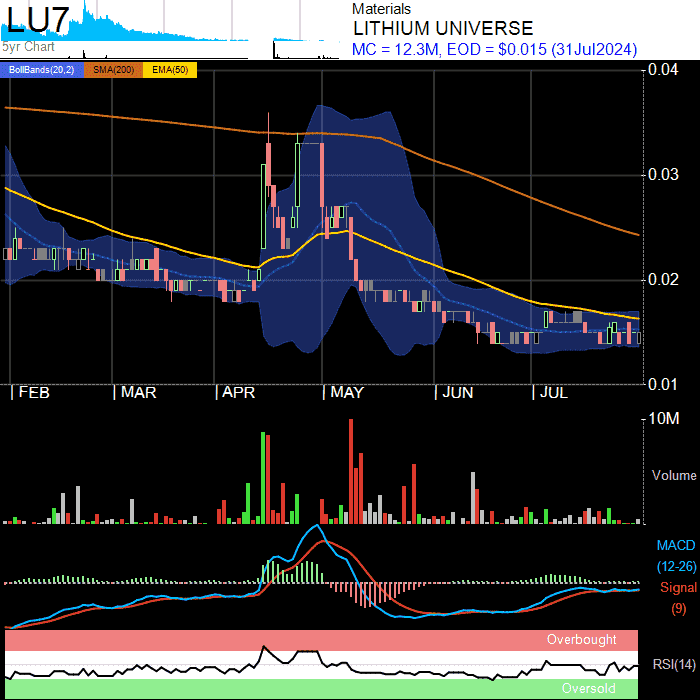 LU7
5yr Chart
Materials
LITHIUM UNIVERSE
MC = 12.3M, EOD = $0.015 (31Jul2024)
BollBands(20,2) SMA(200) EMA(50)
0.04
0.03
0.02
0.01
| FEB | MAR | APR | MAY | JUN | JUL
10M
Volume
MACD
(12-26)
Signal
(9)
Overbought
RSI(14)
Oversold